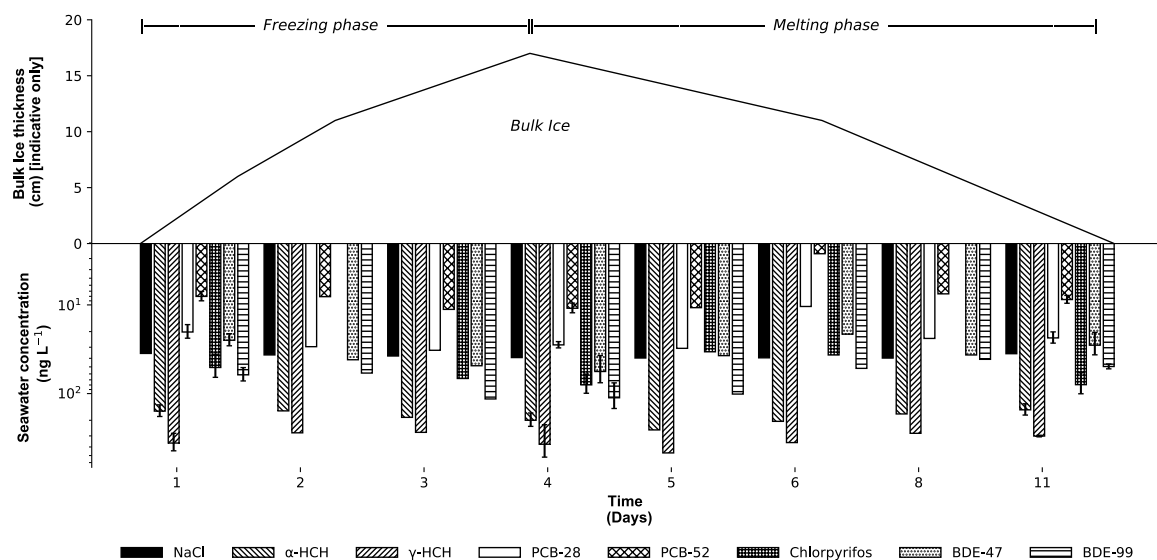 Freezing phase
Melting phase
Bulk Ice thickness
(cm) [indicative only]
20
15
10
5
0
Bulk Ice
Seawater concentration
(ng L⁻¹)
10¹
10²
1 2 3 4 5 6 8 11
Time
(Days)
NaCl α-HCH γ-HCH PCB-28 PCB-52 Chlorpyrifos BDE-47 BDE-99